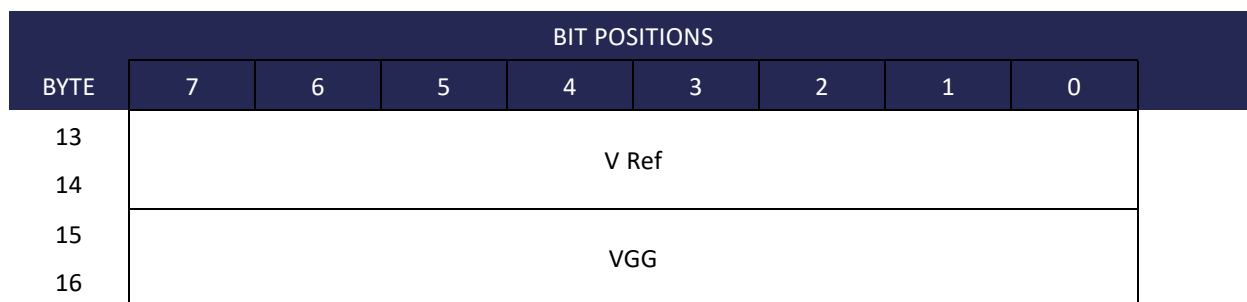 BIT POSITIONS
BYTE 7 6 5 4 3 2 1 0
13
V Ref
14
15
VGG
16